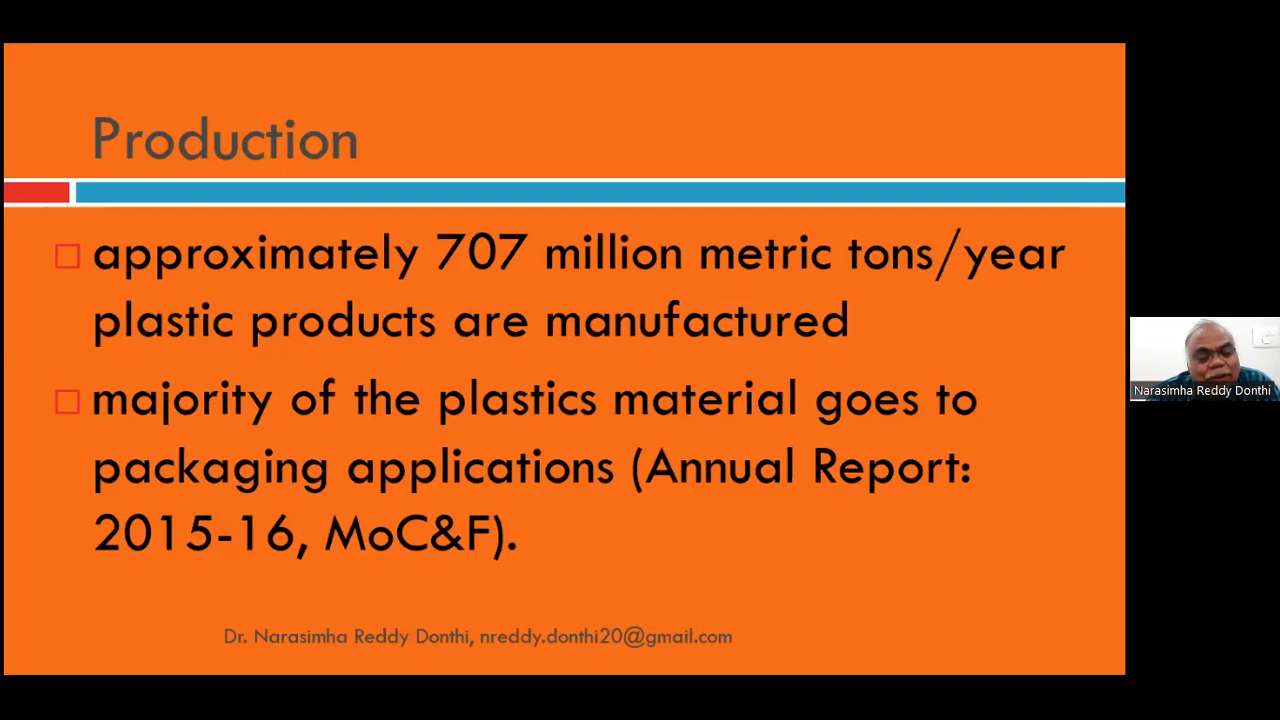 Production
approximately 707 million metric tons/year
plastic products are manufactured
majority of the plastics material goes to
packaging applications (Annual Report:
2015-16, MoC&F).
Dr. Narasimha Reddy Donthi, nreddy.donthi20@gmail.com
Narasimha Reddy Donthi